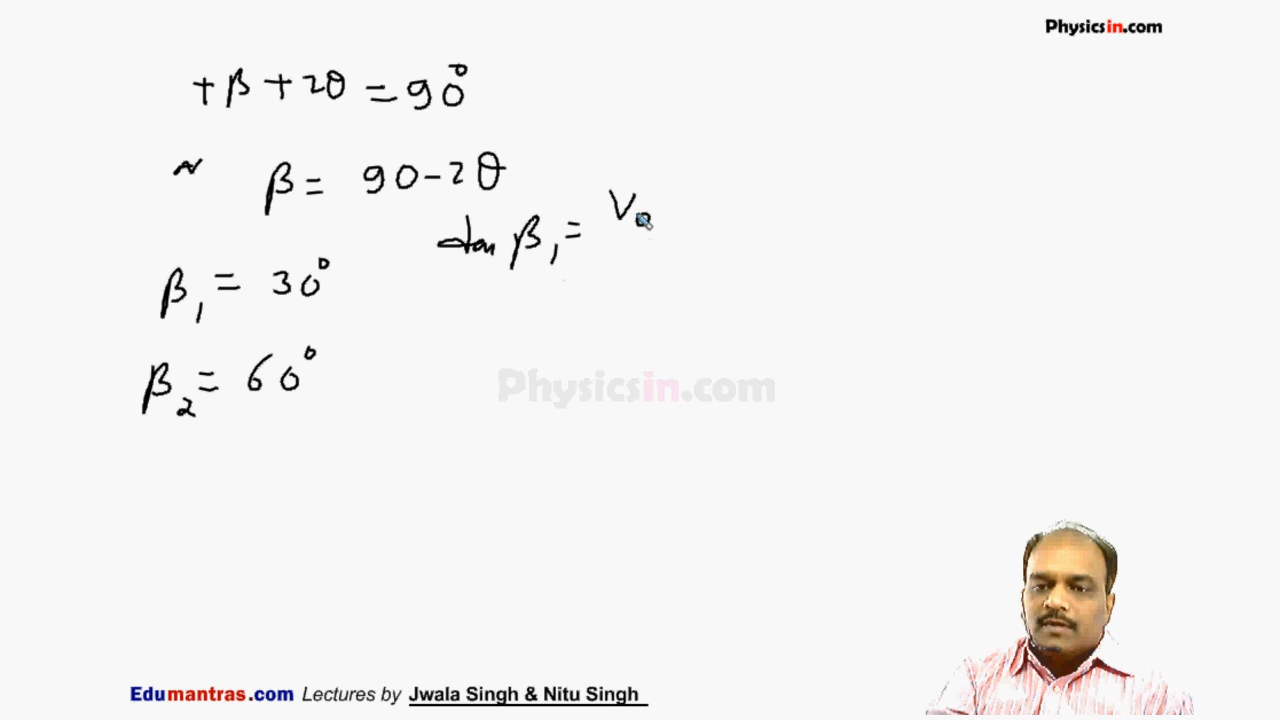 Physicsin.com
+ β + 2θ = 90°
β = 90 - 2θ
tan β₁ = V
β₁ = 30°
β₂ = 60°
Physicsin.com
Edumantras.com Lectures by Jwala Singh & Nitu Singh